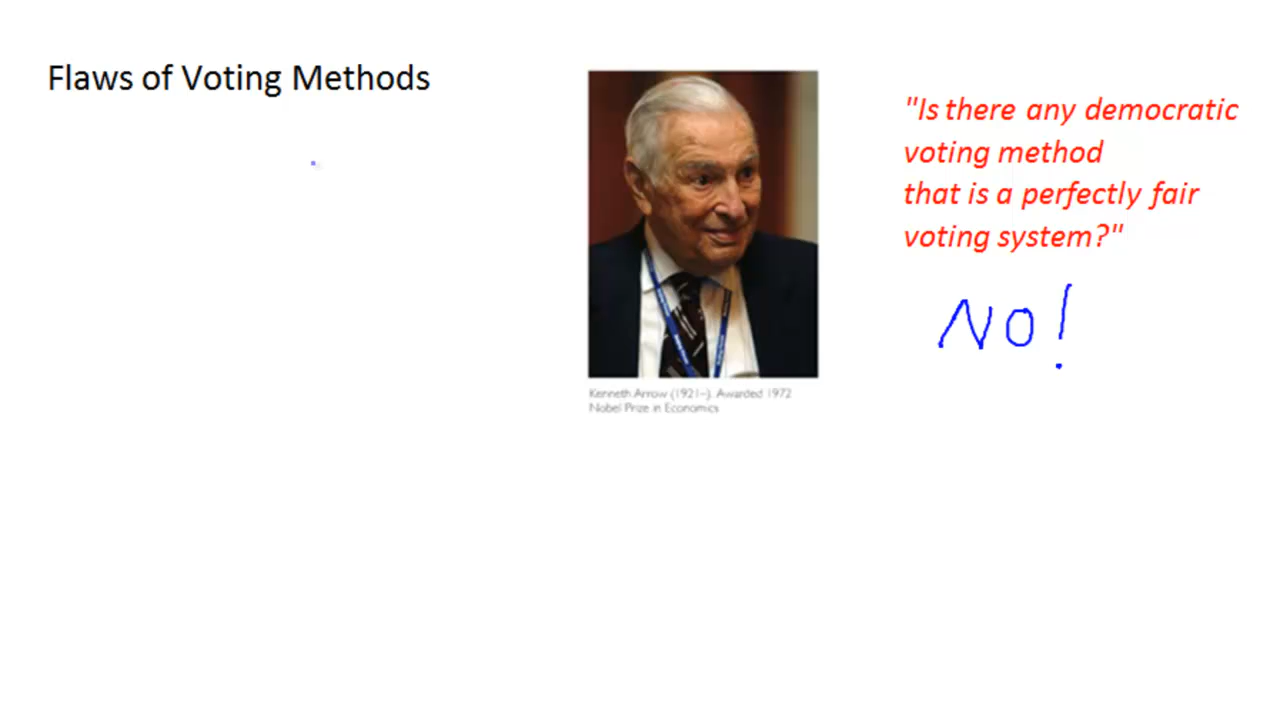 Flaws of Voting Methods
"Is there any democratic
voting method
that is a perfectly fair
voting system?"
NO!
Kenneth Arrow (1921–). Awarded 1972
Nobel Prize in Economics